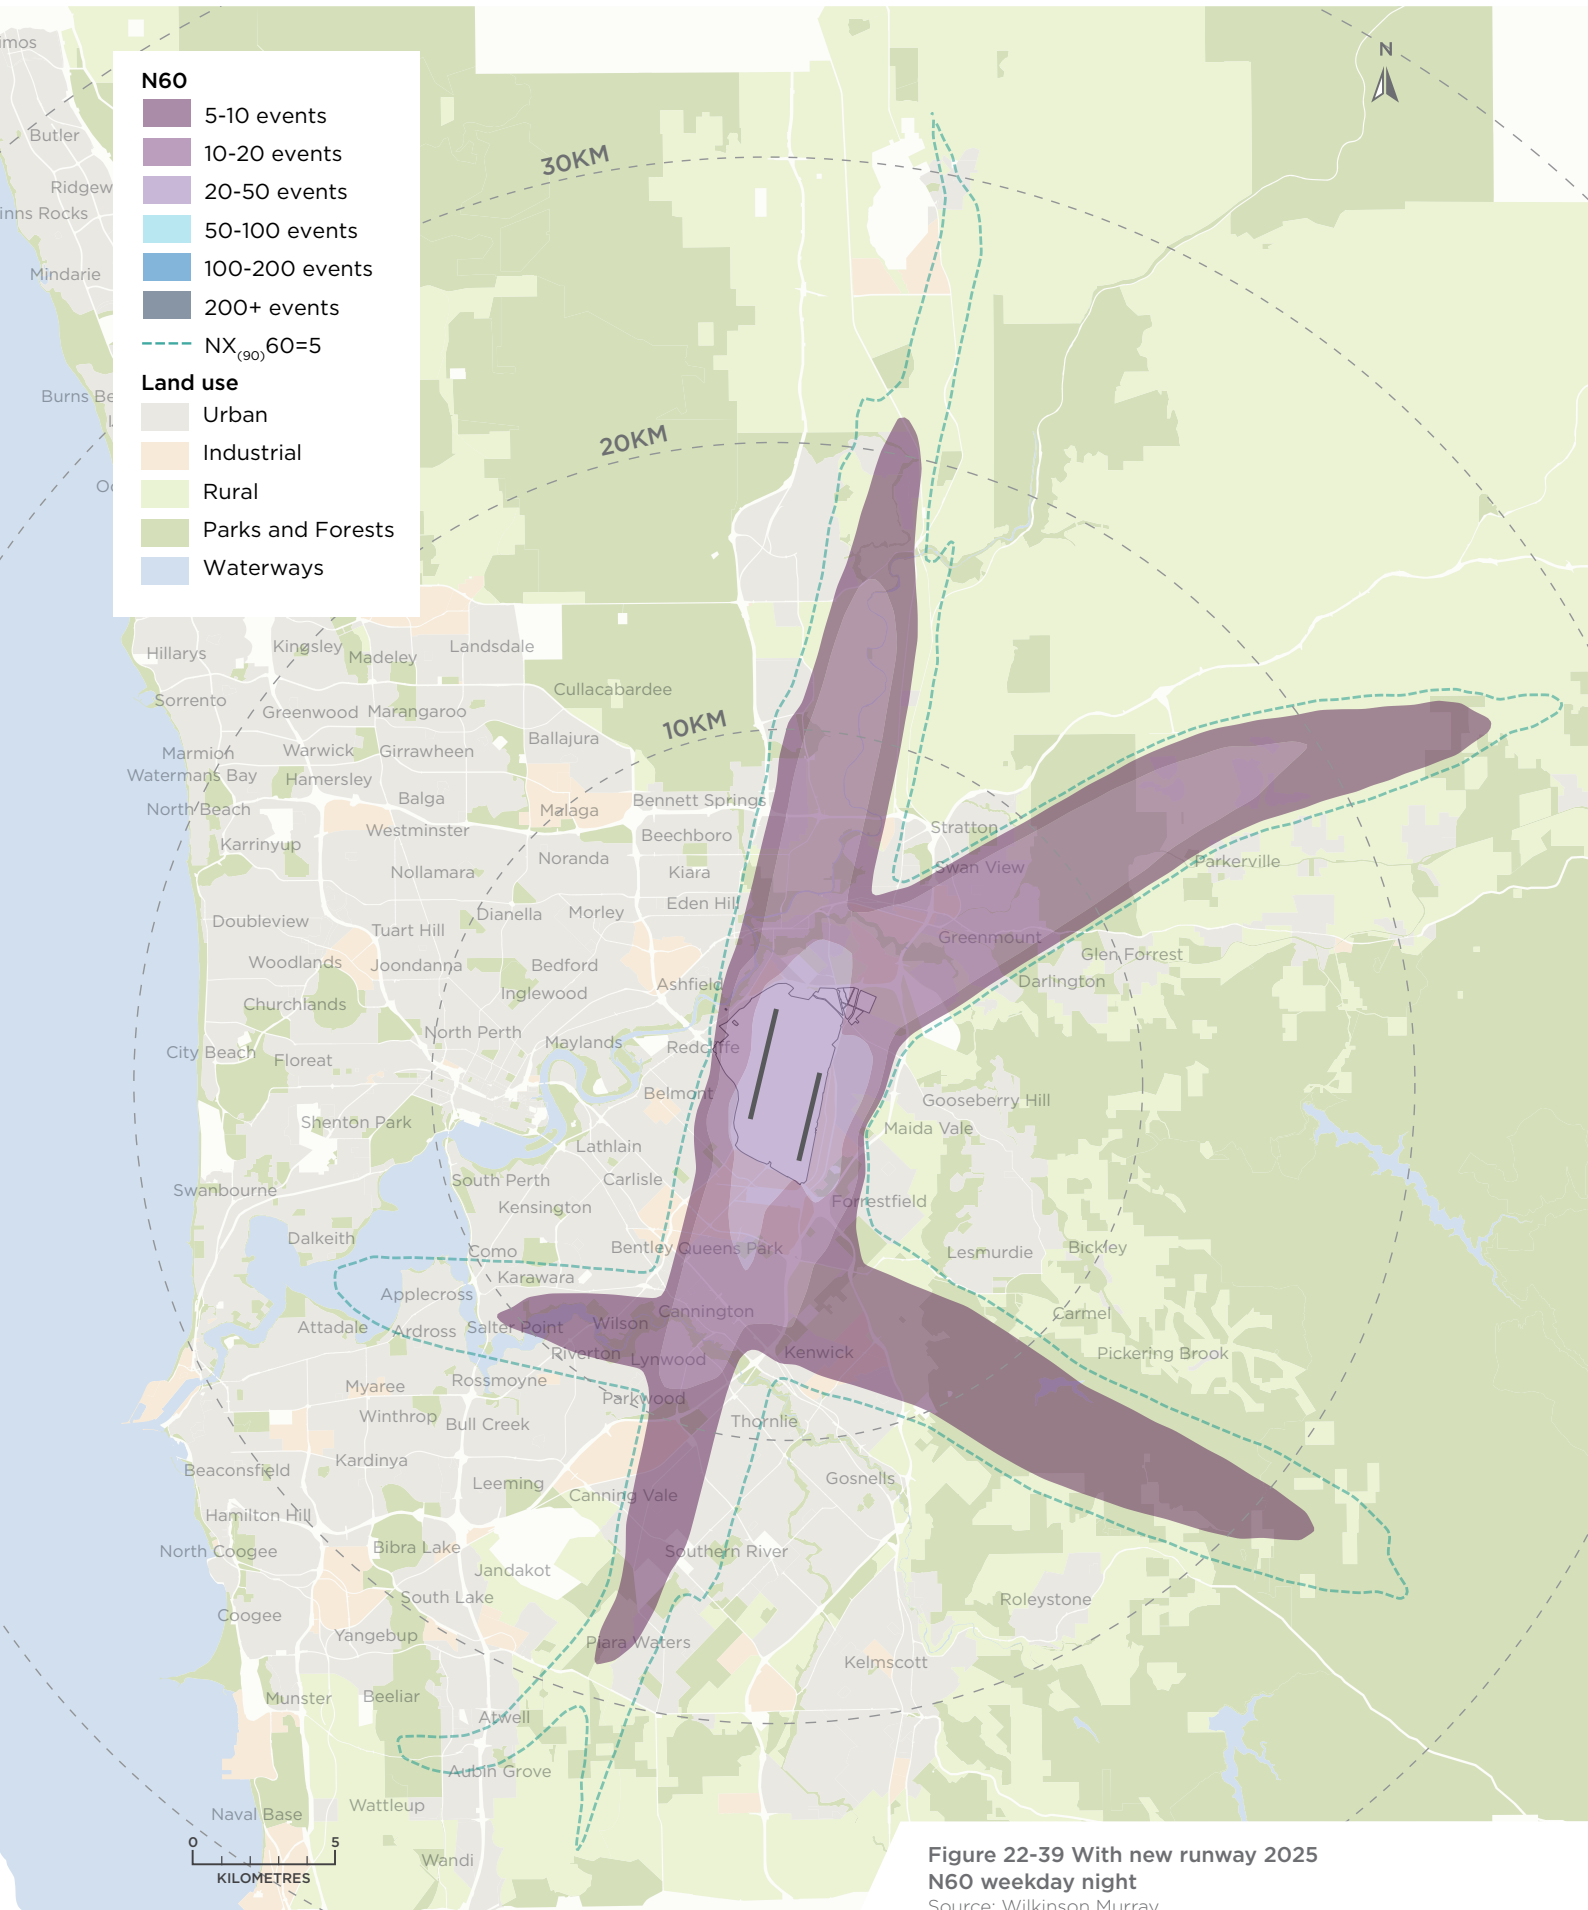 N60
5-10 events
10-20 events
20-50 events
50-100 events
100-200 events
200+ events
NX(90)60=5
Land use
Urban
Industrial
Rural
Parks and Forests
Waterways
N
30KM
20KM
10KM
Butler
Mindarie
Hillarys
Kingsley
Madeley
Landsdale
Cullacabardee
Sorrento
Greenwood
Marangaroo
Ballajura
Marmion
Warwick
Girrawheen
Watermans Bay
Hamersley
North Beach
Balga
Malaga
Bennett Springs
Karrinyup
Westminster
Beechboro
Stratton
Nollamara
Noranda
Kiara
Swan View
Parkerville
Doubleview
Tuart Hill
Dianella
Morley
Eden Hill
Greenmount
Woodlands
Joondanna
Bedford
Ashfield
Glen Forrest
Churchlands
Inglewood
Darlington
North Perth
Maylands
Redcliffe
City Beach
Floreat
Belmont
Gooseberry Hill
Shenton Park
Lathlain
Maida Vale
Swanbourne
South Perth
Carlisle
Forrestfield
Kensington
Dalkeith
Como
Bentley
Queens Park
Lesmurdie
Bickley
Karawara
Applecross
Cannington
Carmel
Attadale
Ardross
Salter Point
Wilson
Riverton
Lynwood
Kenwick
Pickering Brook
Myaree
Rossmoyne
Parkwood
Winthrop
Bull Creek
Thornlie
Beaconsfield
Kardinya
Leeming
Canning Vale
Gosnells
Hamilton Hill
North Coogee
Bibra Lake
Jandakot
Southern River
Coogee
South Lake
Roleystone
Yangebup
Piara Waters
Kelmscott
Munster
Beeliar
Atwell
Aubin Grove
Naval Base
Wattleup
Wandi
0 5
KILOMETRES
Figure 22-39 With new runway 2025
N60 weekday night
Source: Wilkinson Murray